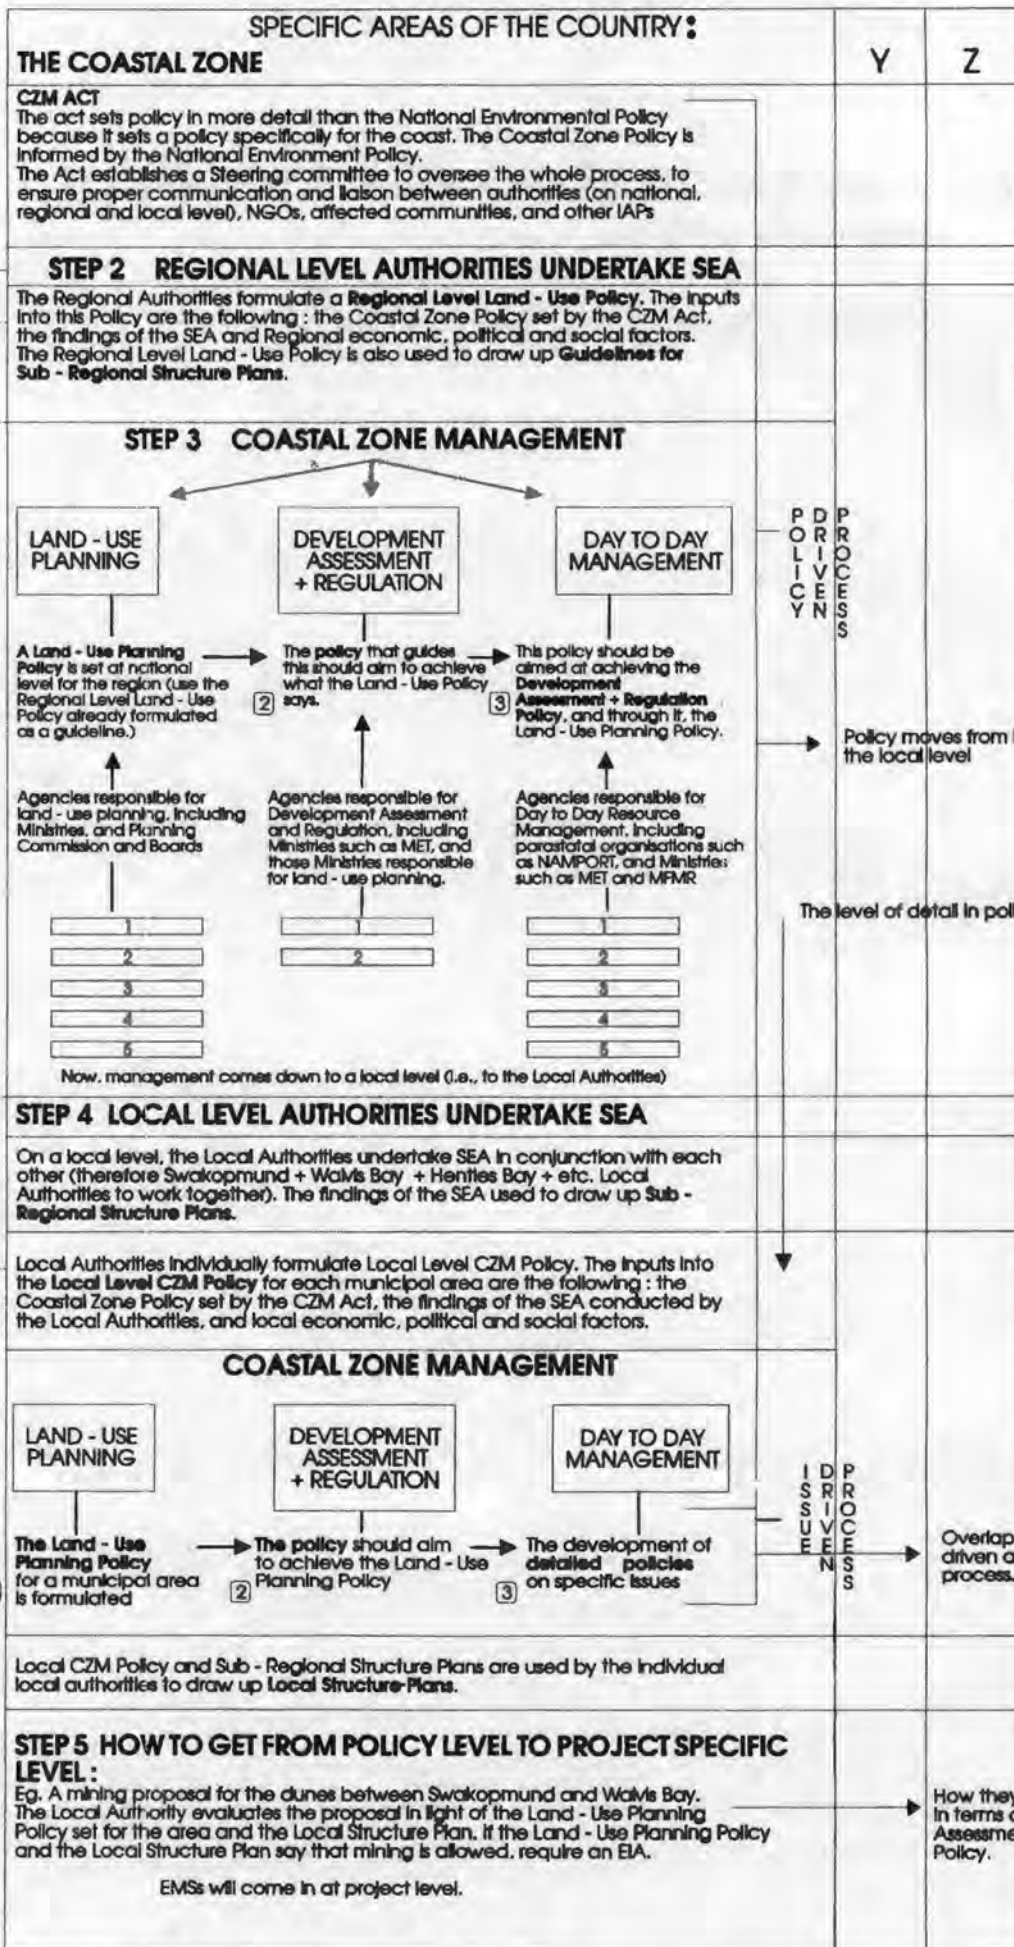 SPECIFIC AREAS OF THE COUNTRY:
THE COASTAL ZONE
Y
Z
CZM ACT
The act sets policy in more detail than the National Environmental Policy
because it sets a policy specifically for the coast. The Coastal Zone Policy is
informed by the National Environment Policy.
The Act establishes a Steering committee to oversee the whole process, to
ensure proper communication and liaison between authorities (on national,
regional and local level), NGOs, affected communities, and other IAPs
STEP 2 REGIONAL LEVEL AUTHORITIES UNDERTAKE SEA
The Regional Authorities formulate a Regional Level Land - Use Policy. The inputs
into this Policy are the following : the Coastal Zone Policy set by the CZM Act,
the findings of the SEA and Regional economic, political and social factors.
The Regional Level Land - Use Policy is also used to draw up Guidelines for
Sub - Regional Structure Plans.
STEP 3 COASTAL ZONE MANAGEMENT
LAND - USE
PLANNING
DEVELOPMENT
ASSESSMENT
+ REGULATION
DAY TO DAY
MANAGEMENT
POLICY
DRIVEN
PROCESS
A Land - Use Planning
Policy is set at national
level for the region (use the
Regional Level Land - Use
Policy already formulated
as a guideline.)
2
The policy that guides
this should aim to achieve
what the Land - Use Policy
says.
3
This policy should be
aimed at achieving the
Development
Assessment + Regulation
Policy, and through it, the
Land - Use Planning Policy.
Policy moves from
the local level
Agencies responsible for
land - use planning, including
Ministries, and Planning
Commission and Boards
Agencies responsible for
Development Assessment
and Regulation, including
Ministries such as MET, and
those Ministries responsible
for land - use planning.
Agencies responsible for
Day to Day Resource
Management, including
parastatal organisations such
as NAMPORT, and Ministries
such as MET and MFMR
The level of detail in poli
1
2
3
4
5
1
2
1
2
3
4
5
Now, management comes down to a local level (i.e., to the Local Authorities)
STEP 4 LOCAL LEVEL AUTHORITIES UNDERTAKE SEA
On a local level, the Local Authorities undertake SEA in conjunction with each
other (therefore Swakopmund + Walvis Bay + Henties Bay + etc. Local
Authorities to work together). The findings of the SEA used to draw up Sub -
Regional Structure Plans.
Local Authorities individually formulate Local Level CZM Policy. The inputs into
the Local Level CZM Policy for each municipal area are the following : the
Coastal Zone Policy set by the CZM Act, the findings of the SEA conducted by
the Local Authorities, and local economic, political and social factors.
COASTAL ZONE MANAGEMENT
LAND - USE
PLANNING
DEVELOPMENT
ASSESSMENT
+ REGULATION
DAY TO DAY
MANAGEMENT
ISSUE
DRIVEN
PROCESS
The Land - Use
Planning Policy
for a municipal area
is formulated
2
The policy should aim
to achieve the Land - Use
Planning Policy
3
The development of
detailed policies
on specific issues
Overlap
driven a
process.
Local CZM Policy and Sub - Regional Structure Plans are used by the individual
local authorities to draw up Local Structure-Plans.
STEP 5 HOW TO GET FROM POLICY LEVEL TO PROJECT SPECIFIC
LEVEL:
Eg. A mining proposal for the dunes between Swakopmund and Walvis Bay.
The Local Authority evaluates the proposal in light of the Land - Use Planning
Policy set for the area and the Local Structure Plan. If the Land - Use Planning Policy
and the Local Structure Plan say that mining is allowed, require an EIA.
EMSs will come in at project level.
How they
in terms o
Assessme
Policy.